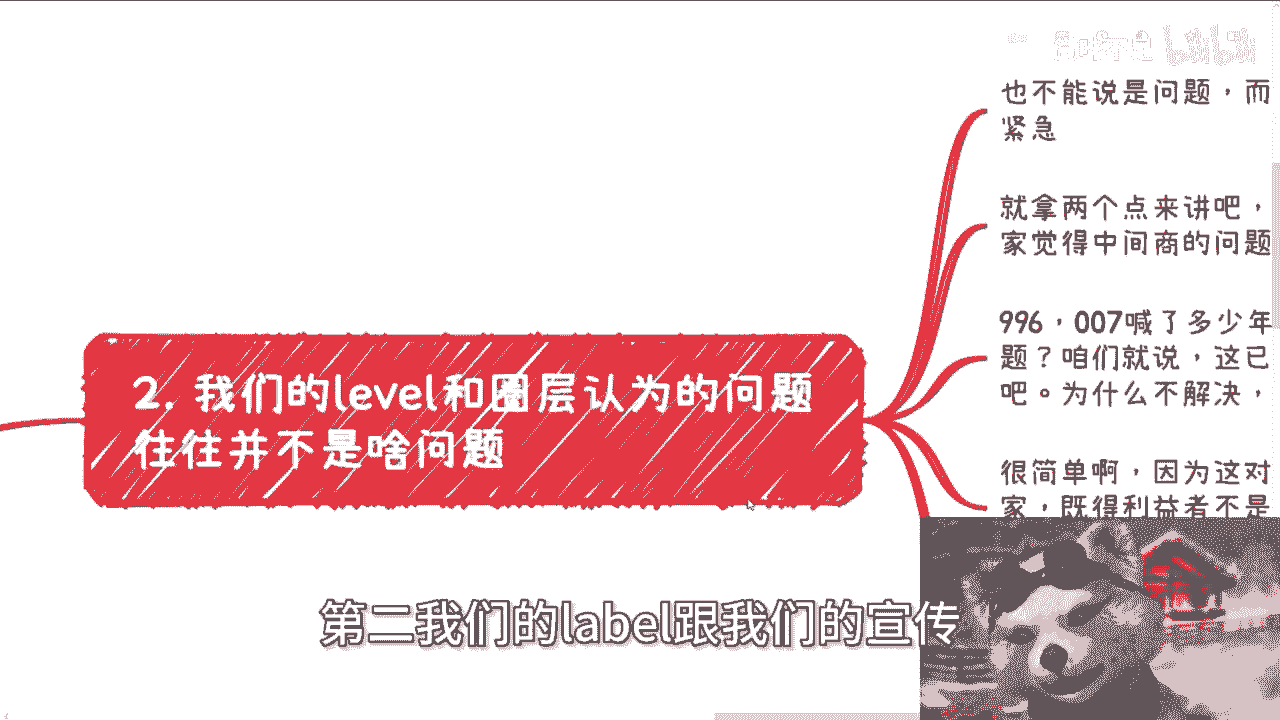 也不能说是问题，而
紧急
就拿两个点来讲吧，
家觉得中间商的问题
996，007喊了多少年
题？咱们就说，这已
吧。为什么不解决，
很简单啊，因为这对
家，既得利益者不是
2. 我们的level和圈层认为的问题
往往并不是啥问题
第二我们的label跟我们的宣传